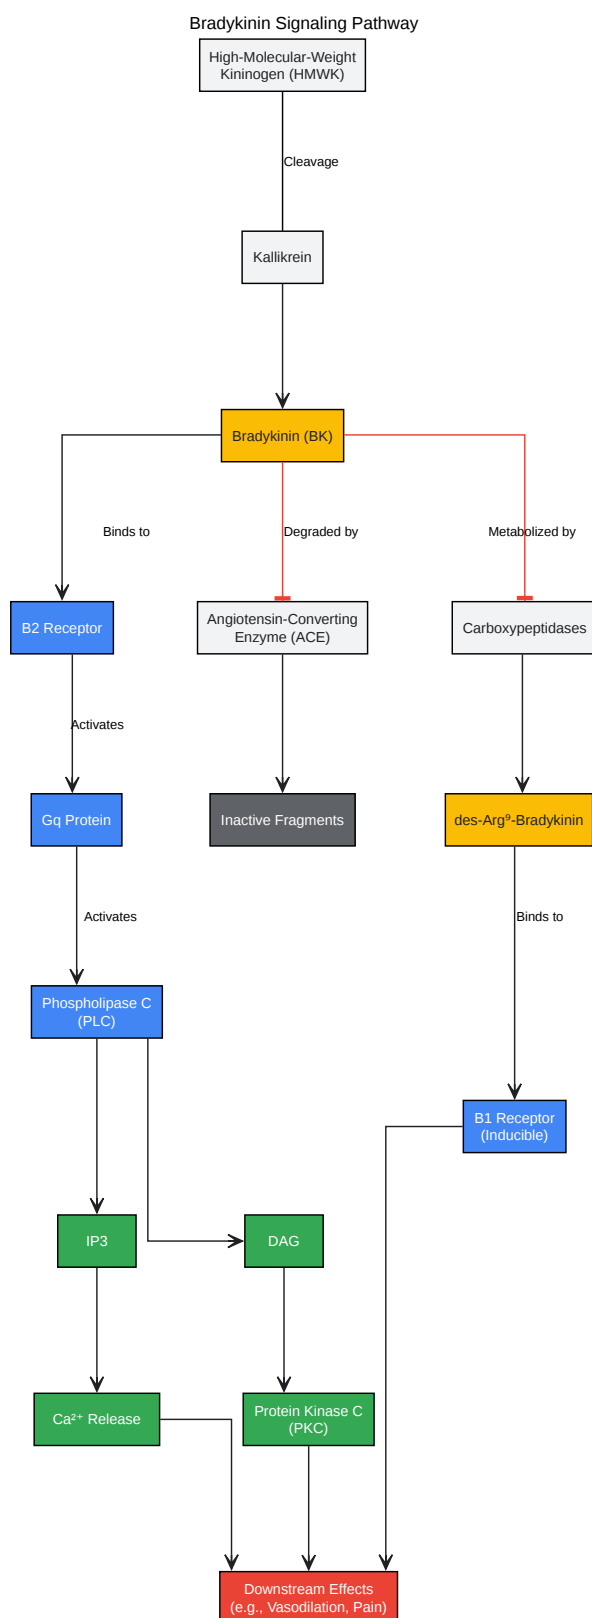 Bradykinin Signaling Pathway
High-Molecular-Weight
Kininogen (HMWK)
Cleavage
Kallikrein
Bradykinin (BK)
Binds to
Degraded by
Metabolized by
B2 Receptor
Angiotensin-Converting
Enzyme (ACE)
Carboxypeptidases
Activates
Gq Protein
Inactive Fragments
des-Arg⁹-Bradykinin
Activates
Binds to
Phospholipase C
(PLC)
B1 Receptor
(Inducible)
IP3
DAG
Ca²⁺ Release
Protein Kinase C
(PKC)
Downstream Effects
(e.g., Vasodilation, Pain)